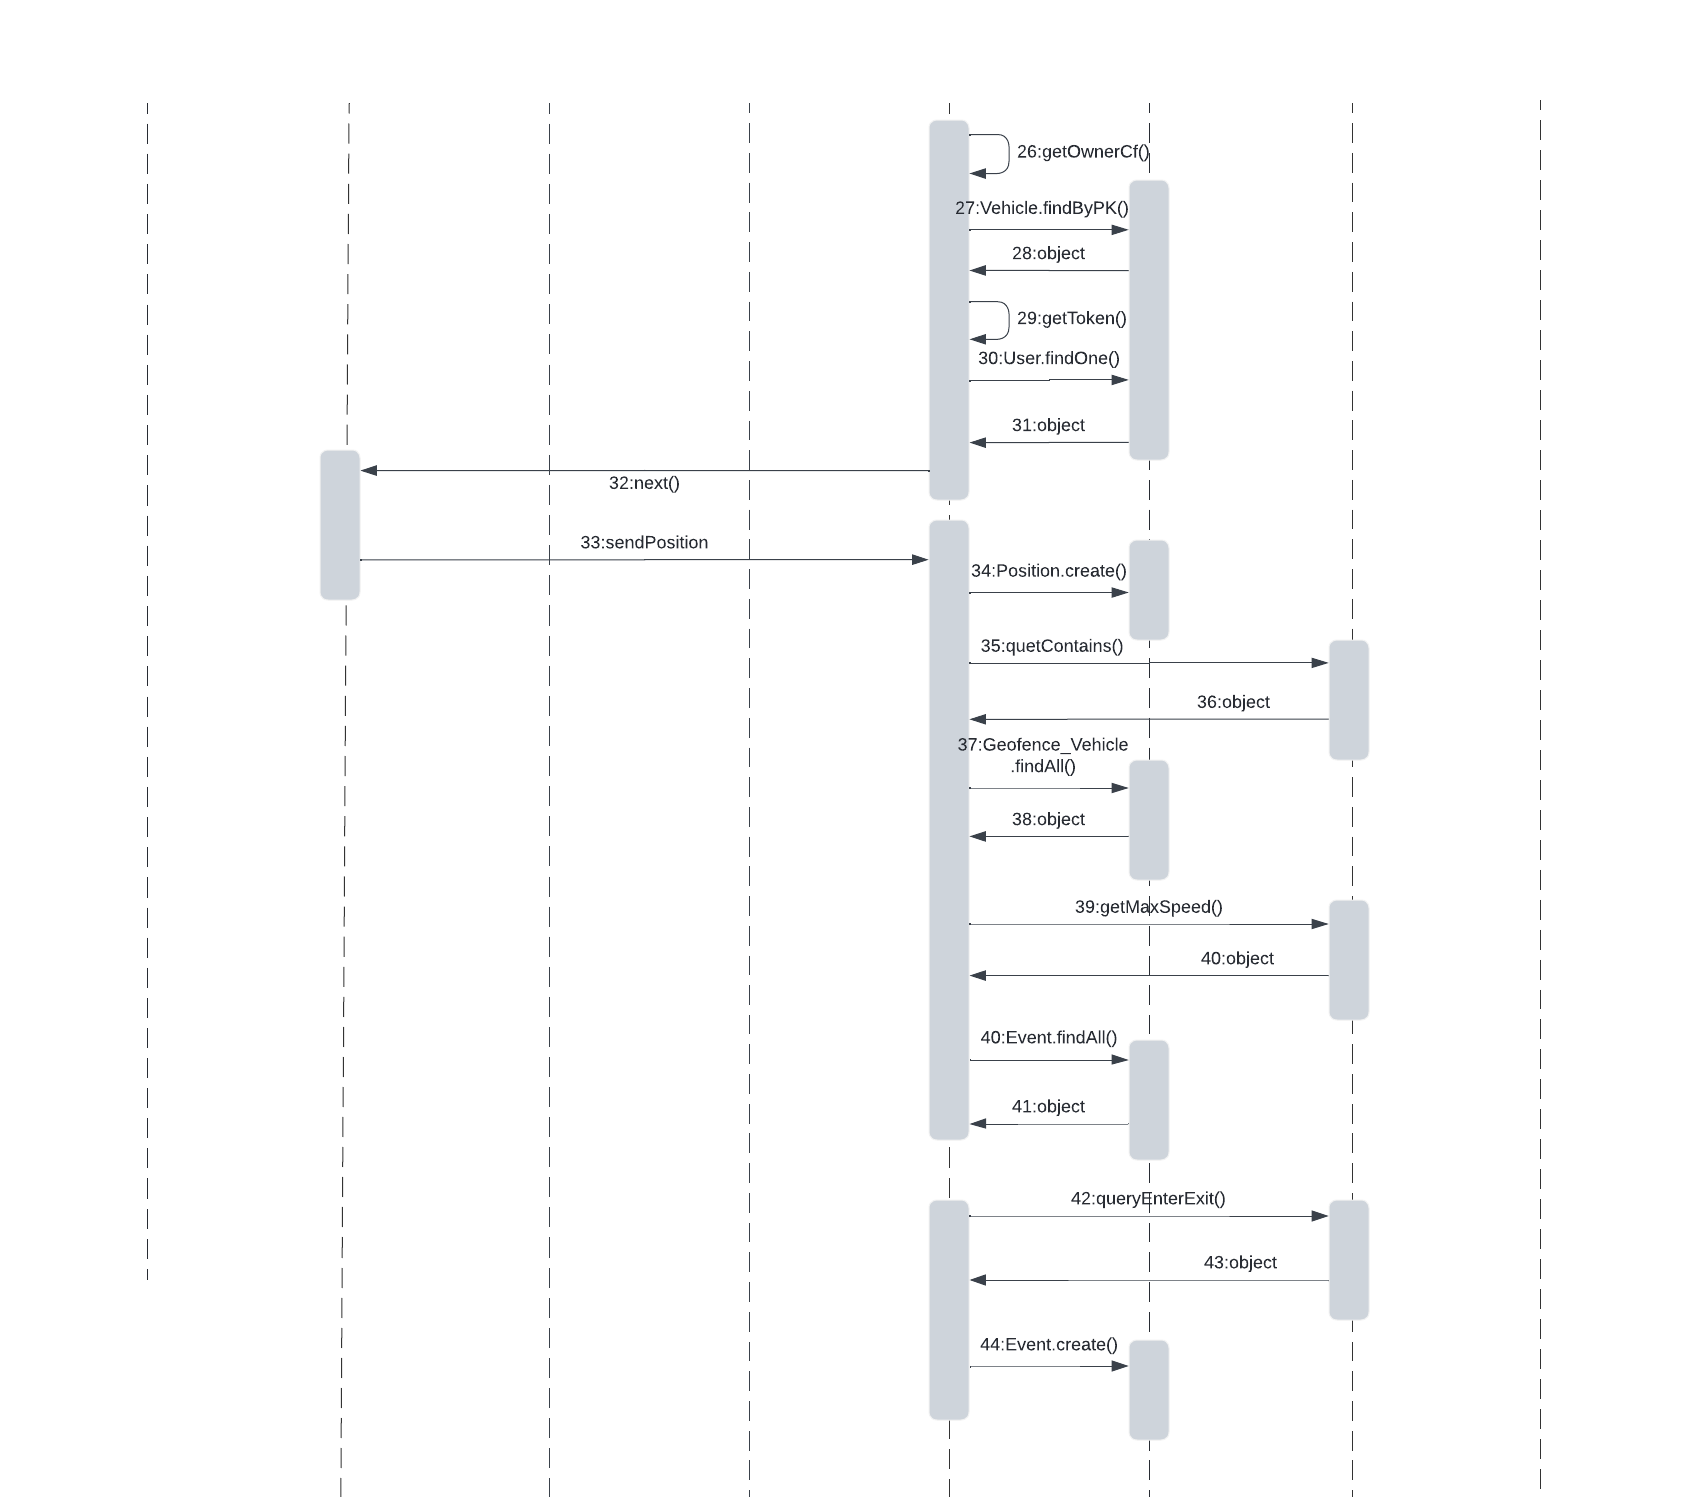 26:getOwnerCf()
27:Vehicle.findByPK()
28:object
29:getToken()
30:User.findOne()
31:object
32:next()
33:sendPosition
34:Position.create()
35:quetContains()
36:object
37:Geofence_Vehicle
.findAll()
38:object
39:getMaxSpeed()
40:object
40:Event.findAll()
41:object
42:queryEnterExit()
43:object
44:Event.create()